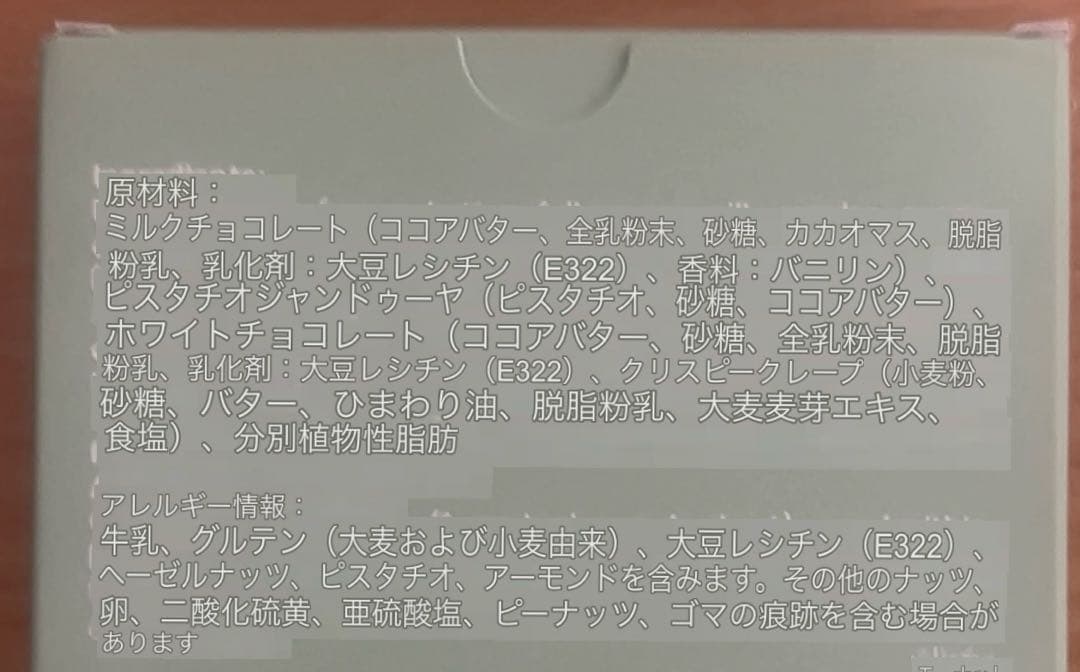 原材料：
ミルクチョコレート（ココアバター、全乳粉末、砂糖、カカオマス、脱脂
粉乳、乳化剤：大豆レシチン（E322）、香料：バニリン）、
ピスタチオジャンドゥーヤ（ピスタチオ、砂糖、ココアバター）、
ホワイトチョコレート（ココアバター、砂糖、全乳粉末、脱脂
粉乳、乳化剤：大豆レシチン（E322）、クリスピークレープ（小麦粉、
砂糖、バター、ひまわり油、脱脂粉乳、大麦麦芽エキス、
食塩）、分別植物性脂肪
アレルギー情報：
牛乳、グルテン（大麦および小麦由来）、大豆レシチン（E322）、
ヘーゼルナッツ、ピスタチオ、アーモンドを含みます。その他のナッツ、
卵、二酸化硫黄、亜硫酸塩、ピーナッツ、ゴマの痕跡を含む場合が
あります